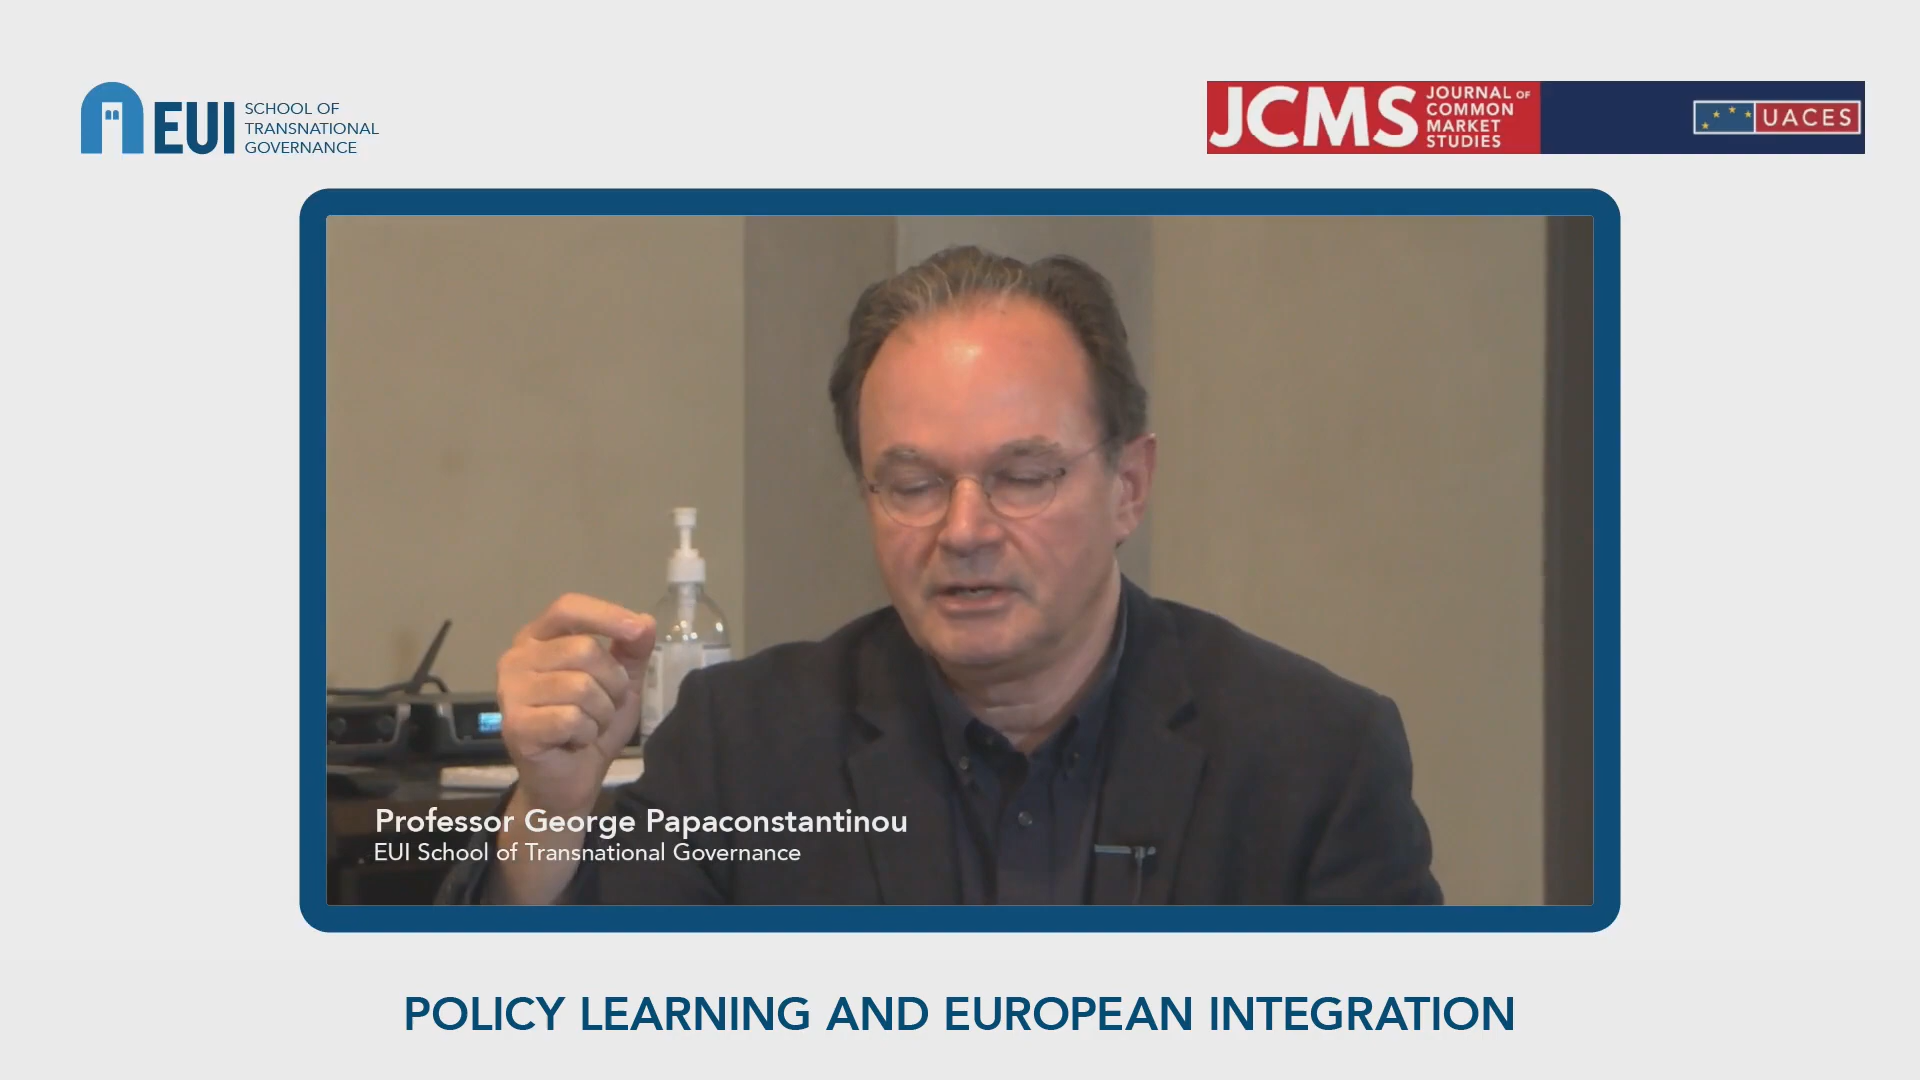 EUI
SCHOOL OF
TRANSNATIONAL
GOVERNANCE
JCMS
JOURNAL OF
COMMON
MARKET
STUDIES
UACES
Professor George Papaconstantinou
EUI School of Transnational Governance
POLICY LEARNING AND EUROPEAN INTEGRATION